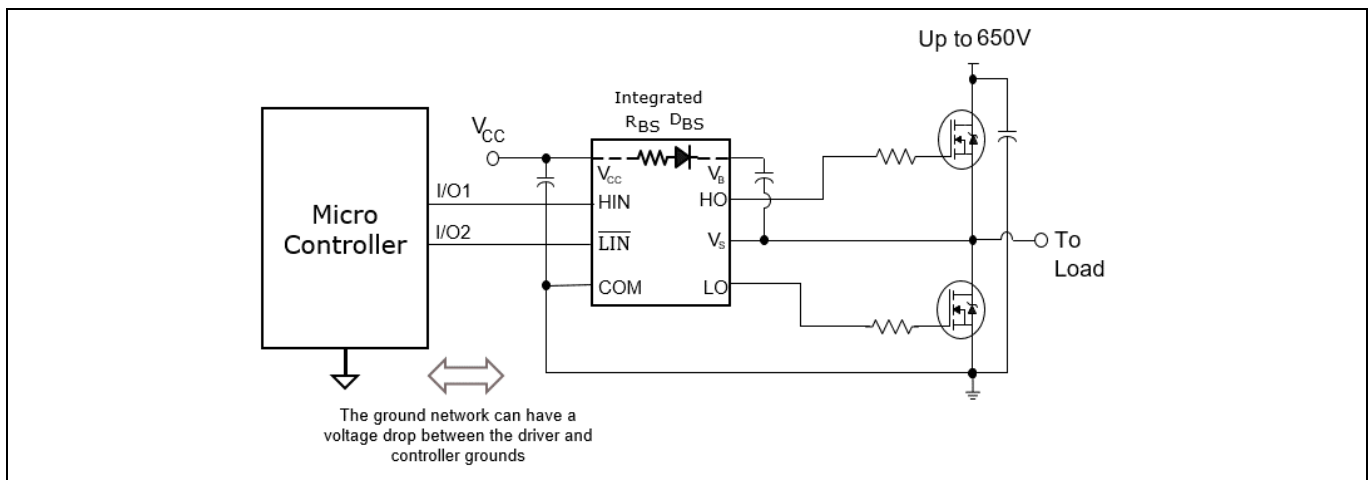 Up to 650V
Integrated
RBS DBS
VCC
VCC
VB
I/O1
HIN
HO
Micro
Controller
I/O2
LIN
VS
To
Load
COM
LO
The ground network can have a
voltage drop between the driver and
controller grounds